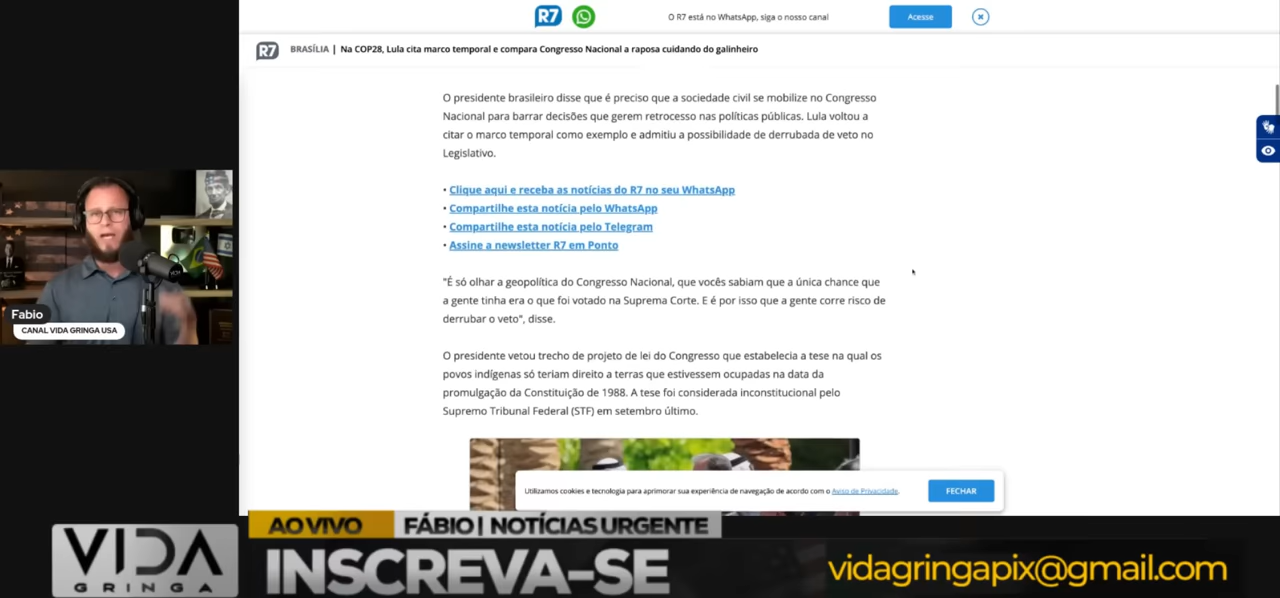 R7
O R7 está no WhatsApp, siga o nosso canal
Acesse
R7
BRASÍLIA | Na COP28, Lula cita marco temporal e compara Congresso Nacional a raposa cuidando do galinheiro
O presidente brasileiro disse que é preciso que a sociedade civil se mobilize no Congresso
Nacional para barrar decisões que gerem retrocesso nas políticas públicas. Lula voltou a
citar o marco temporal como exemplo e admitiu a possibilidade de derrubada de veto no
Legislativo.
• Clique aqui e receba as notícias do R7 no seu WhatsApp
• Compartilhe esta notícia pelo WhatsApp
• Compartilhe esta notícia pelo Telegram
• Assine a newsletter R7 em Ponto
"É só olhar a geopolítica do Congresso Nacional, que vocês sabiam que a única chance que
a gente tinha era o que foi votado na Suprema Corte. E é por isso que a gente corre risco de
derrubar o veto", disse.
O presidente vetou trecho de projeto de lei do Congresso que estabelecia a tese na qual os
povos indígenas só teriam direito a terras que estivessem ocupadas na data da
promulgação da Constituição de 1988. A tese foi considerada inconstitucional pelo
Supremo Tribunal Federal (STF) em setembro último.
Utilizamos cookies e tecnologia para aprimorar sua experiência de navegação de acordo com o Aviso de Privacidade.
FECHAR
Fabio
CANAL VIDA GRINGA USA
AO VIVO
FÁBIO | NOTÍCIAS URGENTE
VIDA
GRINGA
INSCREVA-SE
vidagringapix@gmail.com